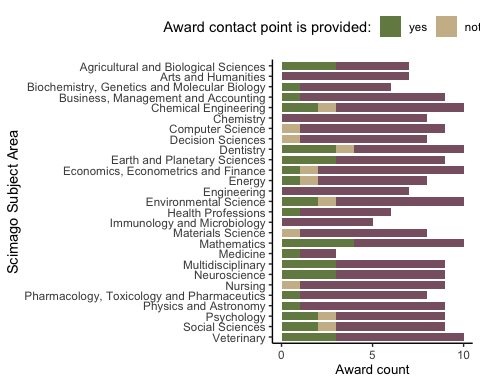 Award contact point is provided: yes not
Agricultural and Biological Sciences
Arts and Humanities
Biochemistry, Genetics and Molecular Biology
Business, Management and Accounting
Chemical Engineering
Chemistry
Computer Science
Decision Sciences
Dentistry
Earth and Planetary Sciences
Economics, Econometrics and Finance
Energy
Engineering
Environmental Science
Health Professions
Immunology and Microbiology
Materials Science
Mathematics
Medicine
Multidisciplinary
Neuroscience
Nursing
Pharmacology, Toxicology and Pharmaceutics
Physics and Astronomy
Psychology
Social Sciences
Veterinary
Scimago Subject Area
0 5 10
Award count